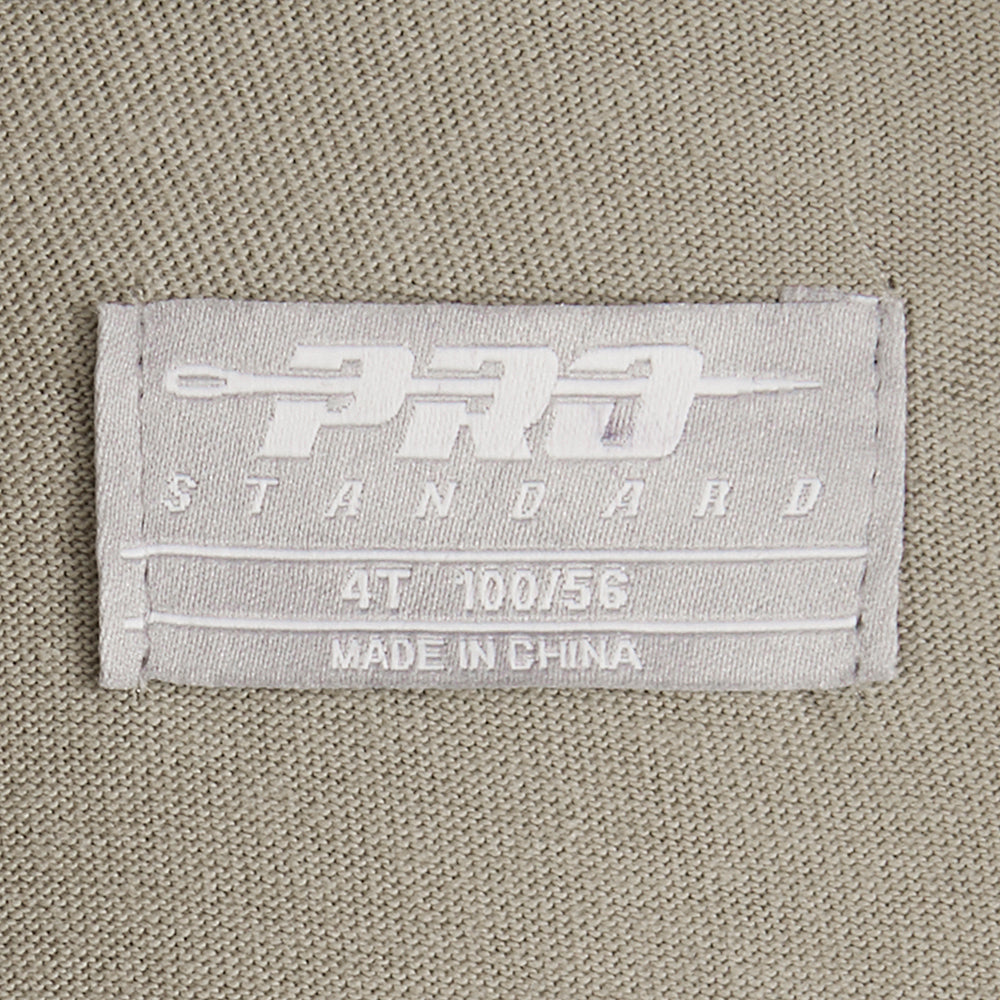 PRO
STANDARD
4T 100/56
MADE IN CHINA